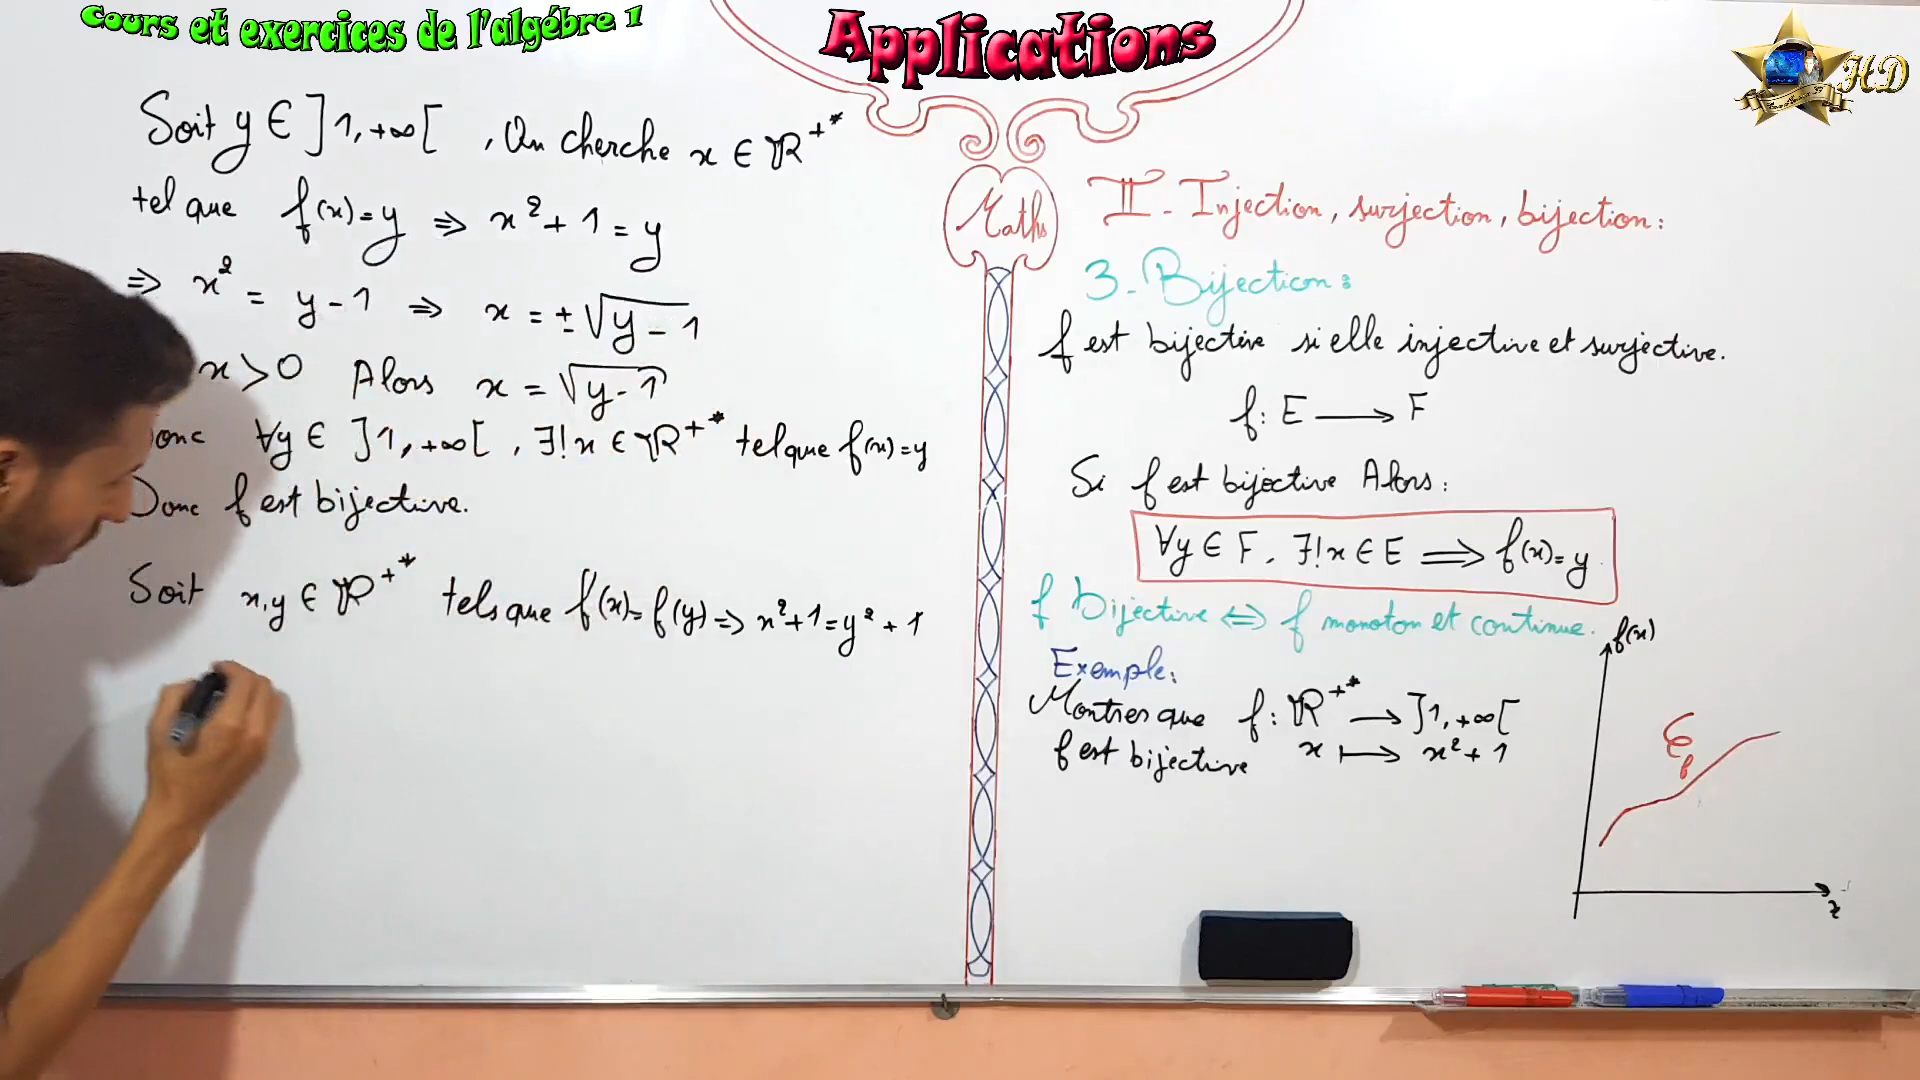 Cours et exercices de l'algébre 1
Applications
HD
Soit y ∈ ]1, +∞[ , On cherche x ∈ ℝ⁺*
tel que f(x) = y ⇒ x² + 1 = y
⇒ x² = y - 1 ⇒ x = ±√(y - 1)
x > 0 Alors x = √(y - 1)
Donc ∀y ∈ ]1, +∞[ , ∃!x ∈ ℝ⁺* tel que f(x) = y
Donc f est bijective.
Soit x, y ∈ ℝ⁺* tels que f(x) = f(y) ⇒ x² + 1 = y² + 1
Maths
II - Injection, surjection, bijection :
3 - Bijection :
f est bijective si elle injective et surjective.
f : E ⟶ F
Si f est bijective Alors :
∀y ∈ F, ∃!x ∈ E ⟹ f(x) = y
f Bijective ⇔ f monoton et continue.
Exemple :
Montrer que f : ℝ⁺* ⟶ ]1, +∞[
f est bijective x ⟼ x² + 1
f(x)
𝒞f
x